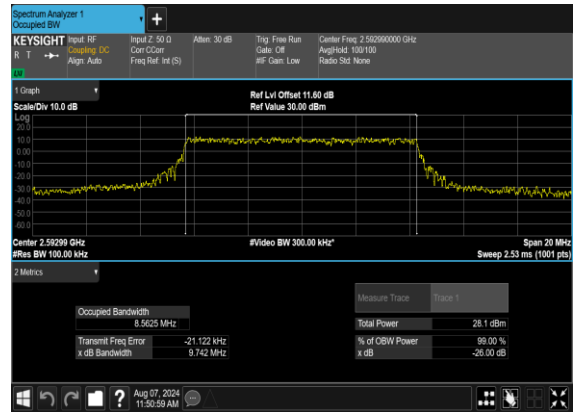 Spectrum Analyzer 1
Occupied BW
KEYSIGHT
R T
LW
Input: RF
Coupling: DC
Align: Auto
Input Z: 50 Ω
Corr CCorr
Freq Ref: Int (S)
Atten: 30 dB
Trig: Free Run
Gate: Off
#IF Gain: Low
Center Freq: 2.592990000 GHz
Avg|Hold: 100/100
Radio Std: None
1 Graph
Scale/Div 10.0 dB
Ref Lvl Offset 11.60 dB
Ref Value 30.00 dBm
Log
20.0
10.0
0.00
-10.0
-20.0
-30.0
-40.0
-50.0
-60.0
Center 2.59299 GHz
#Res BW 100.00 kHz
#Video BW 300.00 kHz*
Span 20 MHz
Sweep 2.53 ms (1001 pts)
2 Metrics
Measure Trace Trace 1
Occupied Bandwidth
8.5625 MHz
Total Power 28.1 dBm
Transmit Freq Error -21.122 kHz
% of OBW Power 99.00 %
x dB Bandwidth 9.742 MHz
x dB -26.00 dB
?
Aug 07, 2024
11:50:59 AM